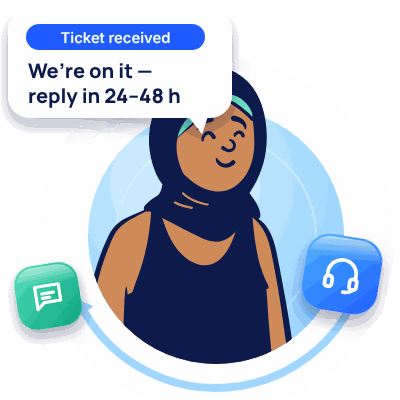 Ticket received
We’re on it —
reply in 24–48 h